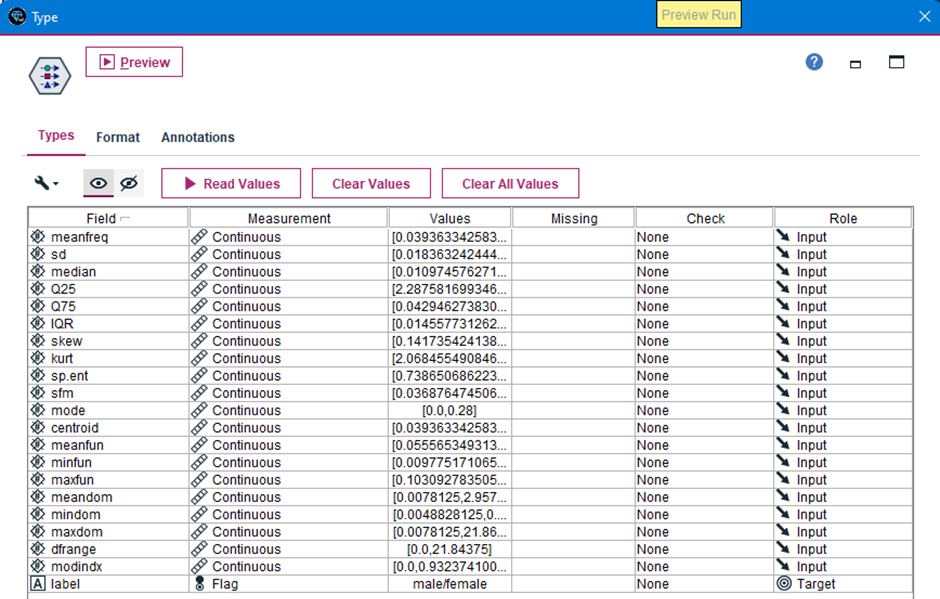 Type
Preview Run
Preview
Types Format Annotations
Read Values Clear Values Clear All Values
Field Measurement Values Missing Check Role
meanfreq Continuous [0.039363342583... None Input
sd Continuous [0.018363242444... None Input
median Continuous [0.010974576271... None Input
Q25 Continuous [2.287581699346... None Input
Q75 Continuous [0.042946273830... None Input
IQR Continuous [0.014557731262... None Input
skew Continuous [0.141735424138... None Input
kurt Continuous [2.068455490846... None Input
sp.ent Continuous [0.738650686223... None Input
sfm Continuous [0.036876474506... None Input
mode Continuous [0.0,0.28] None Input
centroid Continuous [0.039363342583... None Input
meanfun Continuous [0.055565349313... None Input
minfun Continuous [0.009775171065... None Input
maxfun Continuous [0.103092783505... None Input
meandom Continuous [0.0078125,2.957... None Input
mindom Continuous [0.0048828125,0.... None Input
maxdom Continuous [0.0078125,21.86... None Input
dfrange Continuous [0.0,21.84375] None Input
modindx Continuous [0.0,0.932374100... None Input
A label Flag male/female None Target